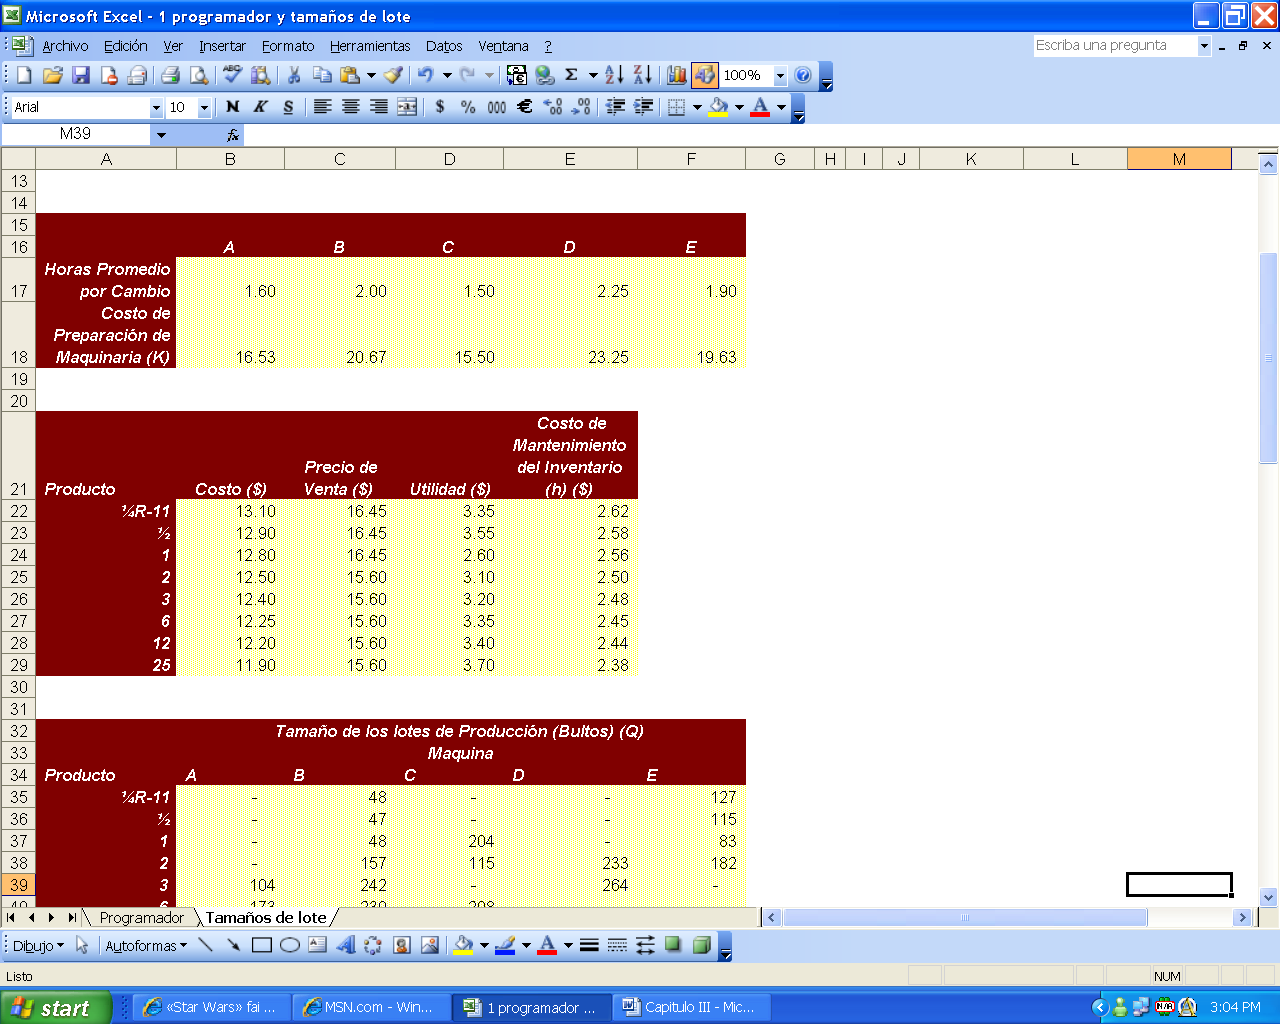 Microsoft Excel - 1 programador y tamaños de lote
Archivo Edición Ver Insertar Formato Herramientas Datos Ventana ? Escriba una pregunta
100%
Arial 10 N K S $ % 000 €
M39 fx
A B C D E F G H I J K L M
13
14
15
16 A B C D E
Horas Promedio
17 por Cambio 1.60 2.00 1.50 2.25 1.90
Costo de
Preparación de
18 Maquinaria (K) 16.53 20.67 15.50 23.25 19.63
19
20
Costo de
Mantenimiento
Precio de del Inventario
21 Producto Costo ($) Venta ($) Utilidad ($) (h) ($)
22 ¼R-11 13.10 16.45 3.35 2.62
23 ½ 12.90 16.45 3.55 2.58
24 1 12.80 16.45 2.60 2.56
25 2 12.50 15.60 3.10 2.50
26 3 12.40 15.60 3.20 2.48
27 6 12.25 15.60 3.35 2.45
28 12 12.20 15.60 3.40 2.44
29 25 11.90 15.60 3.70 2.38
30
31
32 Tamaño de los lotes de Producción (Bultos) (Q)
33 Maquina
34 Producto A B C D E
35 ¼R-11 - 48 - - 127
36 ½ - 47 - - 115
37 1 - 48 204 - 83
38 2 - 157 115 233 182
39 3 104 242 - 264 -
40 6 173 230 208
Programador Tamaños de lote
Dibujo Autoformas
Listo NUM
start «Star Wars» fai ... MSN.com - Win... 1 programador ... Capitulo III - Mic... 3:04 PM